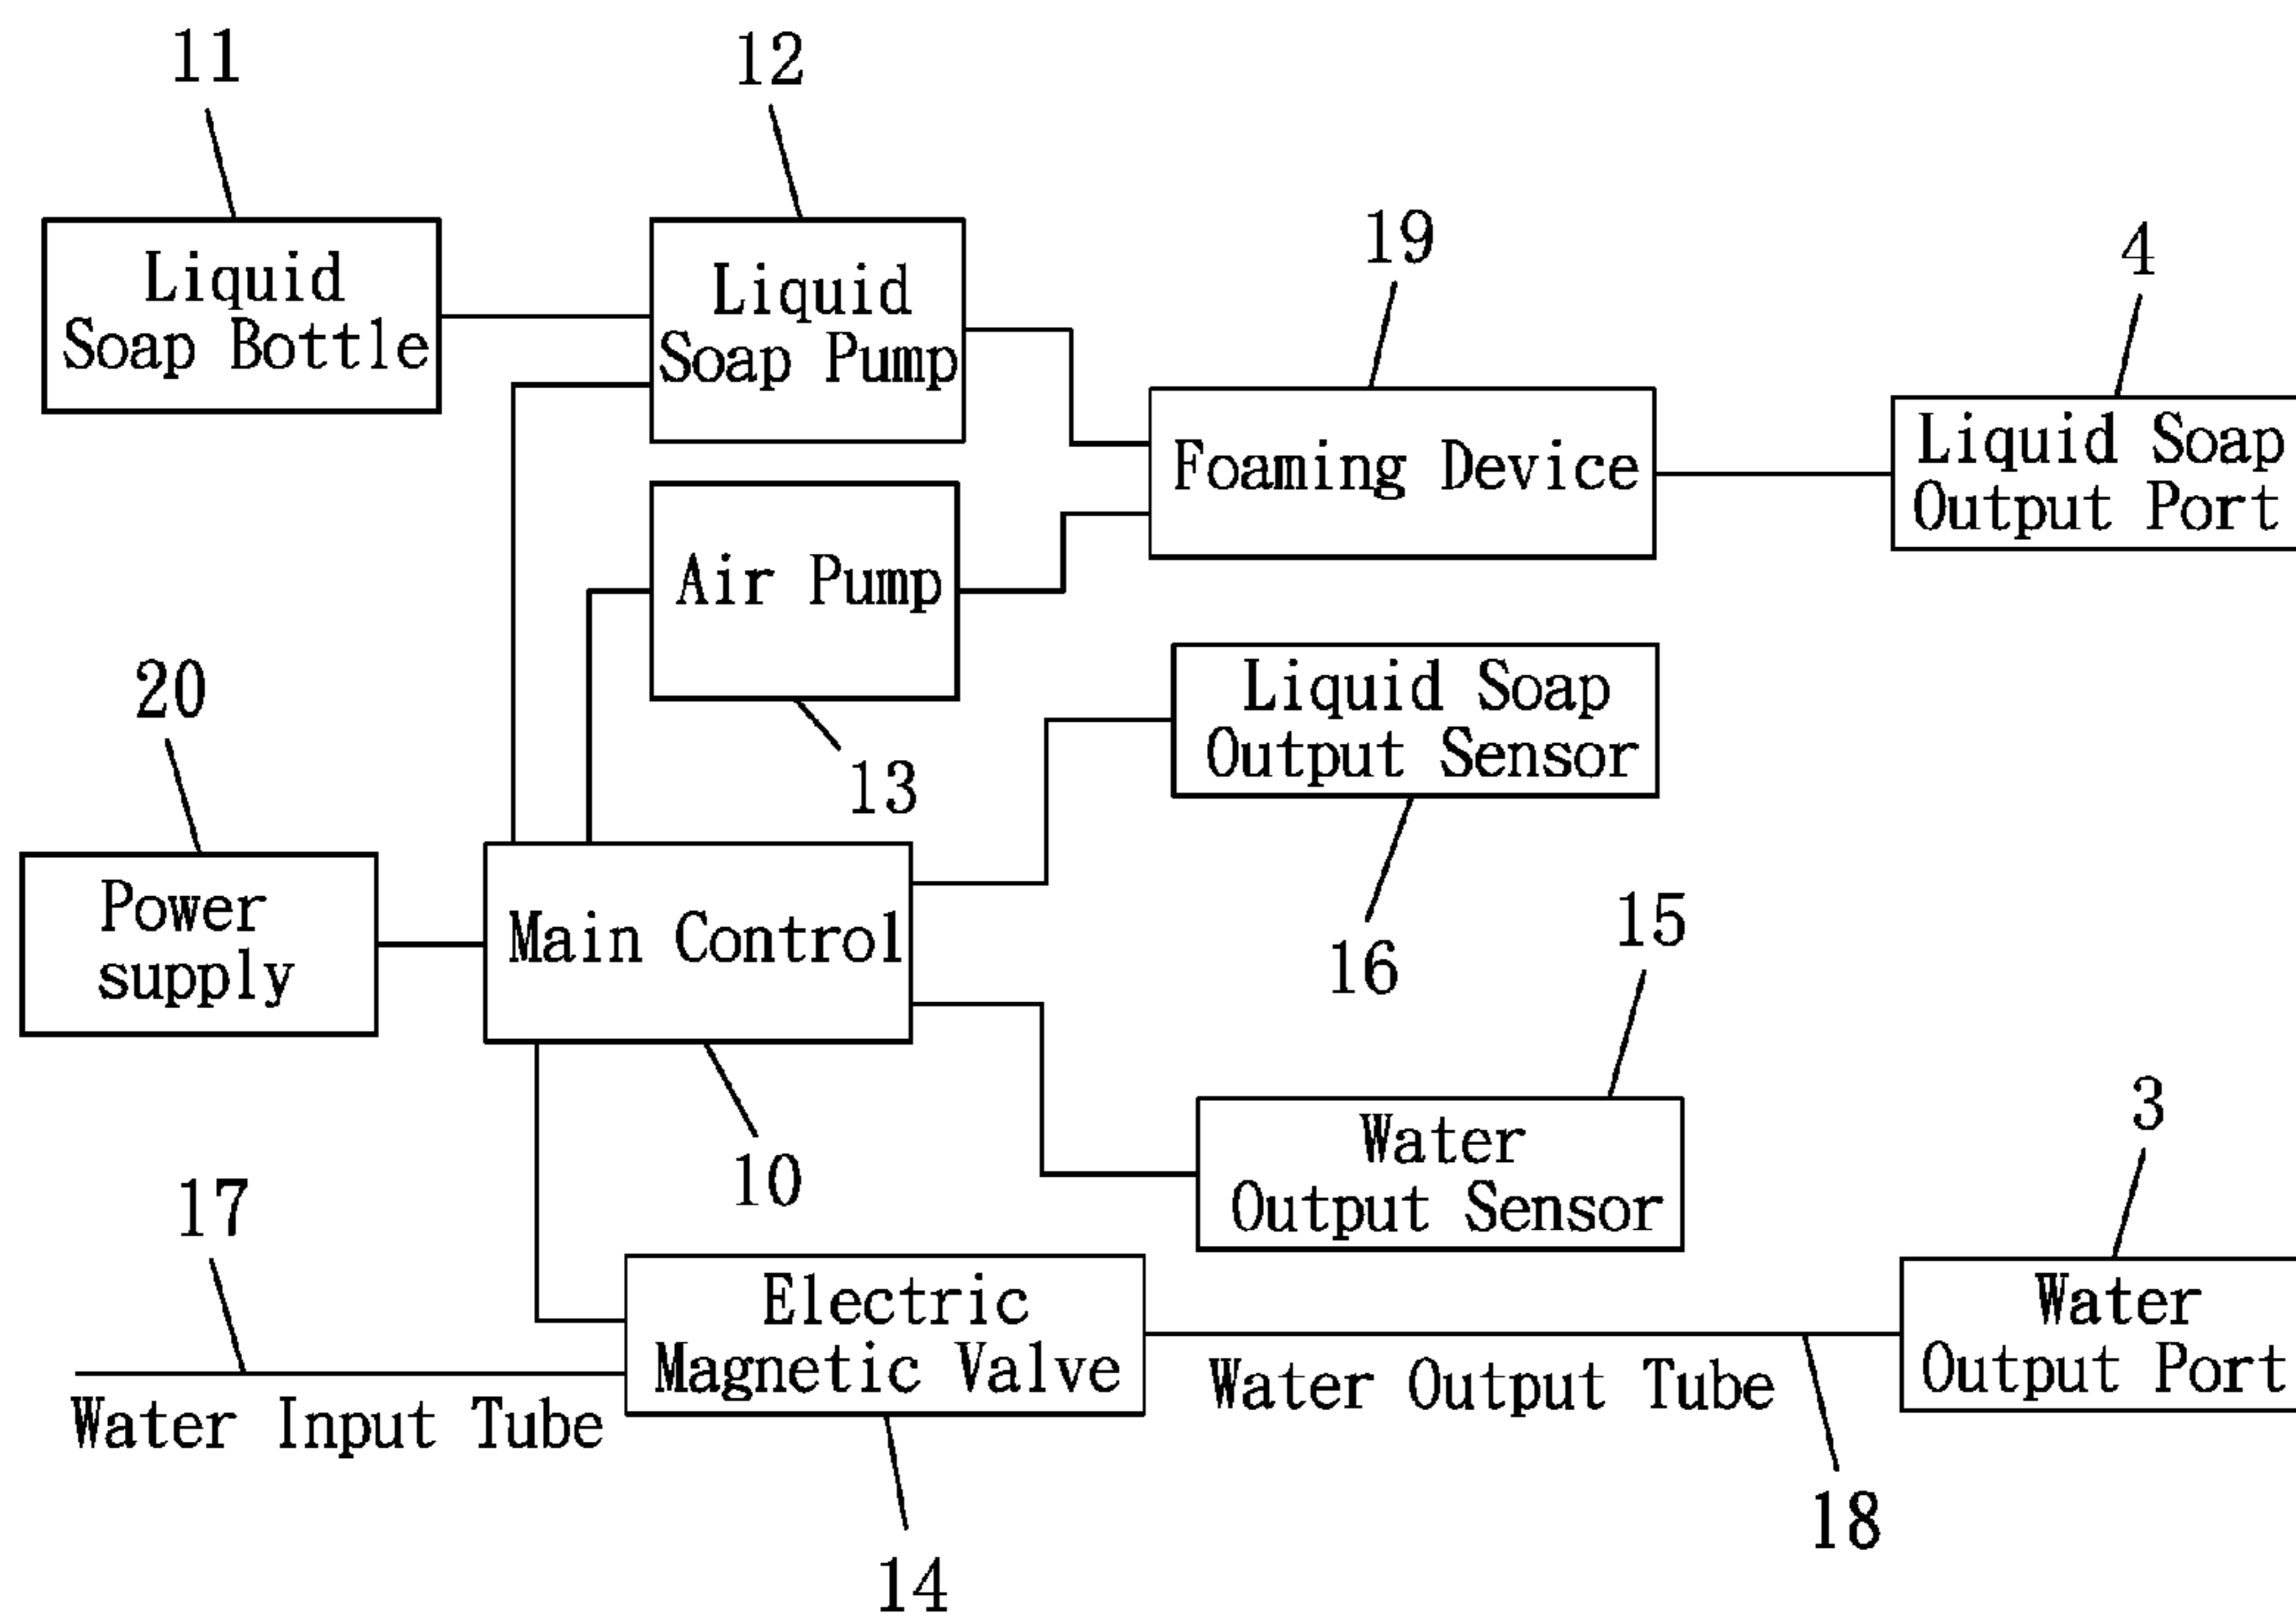 11
12
19
4
Liquid
Soap Bottle
Liquid
Soap Pump
Foaming Device
Liquid Soap
Output Port
Air Pump
13
20
Power
supply
Main Control
10
Liquid Soap
Output Sensor
16
15
Water
Output Sensor
17
Water Input Tube
Electric
Magnetic Valve
14
Water Output Tube
18
3
Water
Output Port